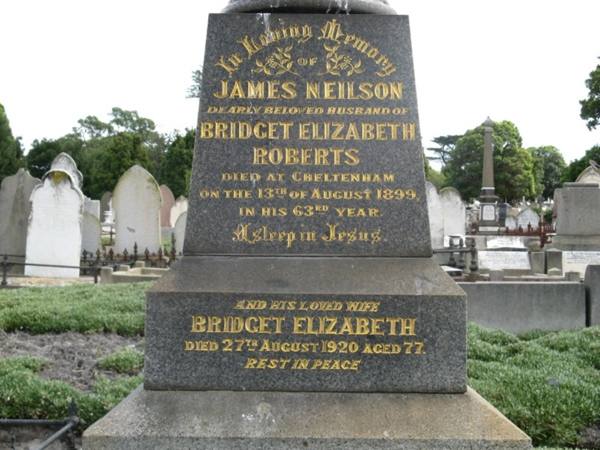 In Loving Memory
OF
JAMES NEILSON
DEARLY BELOVED HUSBAND OF
BRIDGET ELIZABETH
ROBERTS
DIED AT CHELTENHAM
ON THE 13TH OF AUGUST 1899.
IN HIS 63RD YEAR.
Asleep in Jesus.
AND HIS LOVED WIFE
BRIDGET ELIZABETH
DIED 27TH AUGUST 1920 AGED 77.
REST IN PEACE